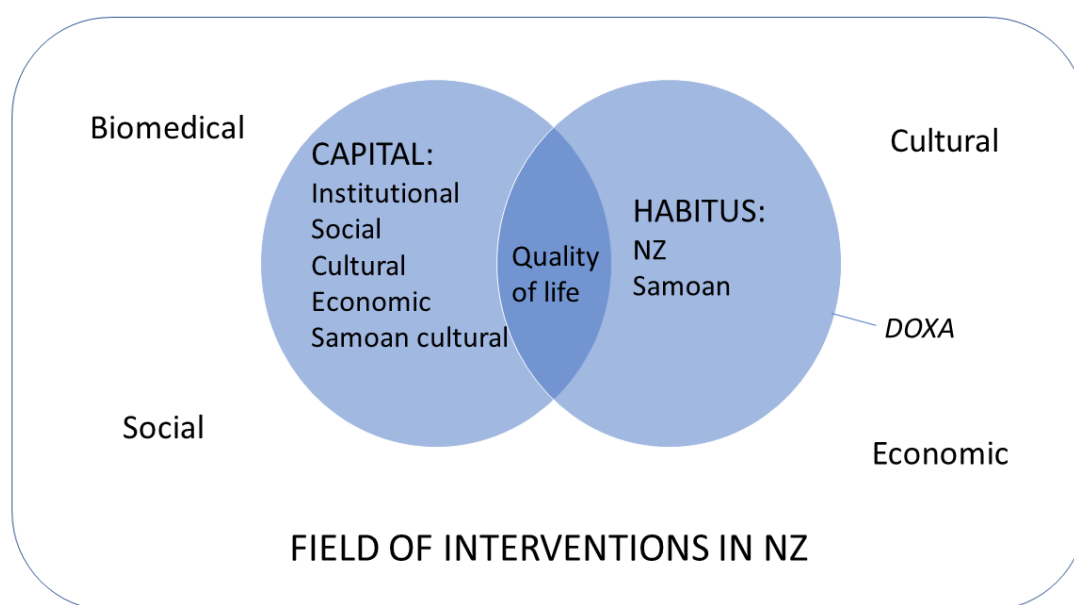 Biomedical
Cultural
CAPITAL:
Institutional
Social
Cultural
Economic
Samoan cultural
Quality
of life
HABITUS:
NZ
Samoan
DOXA
Social
Economic
FIELD OF INTERVENTIONS IN NZ